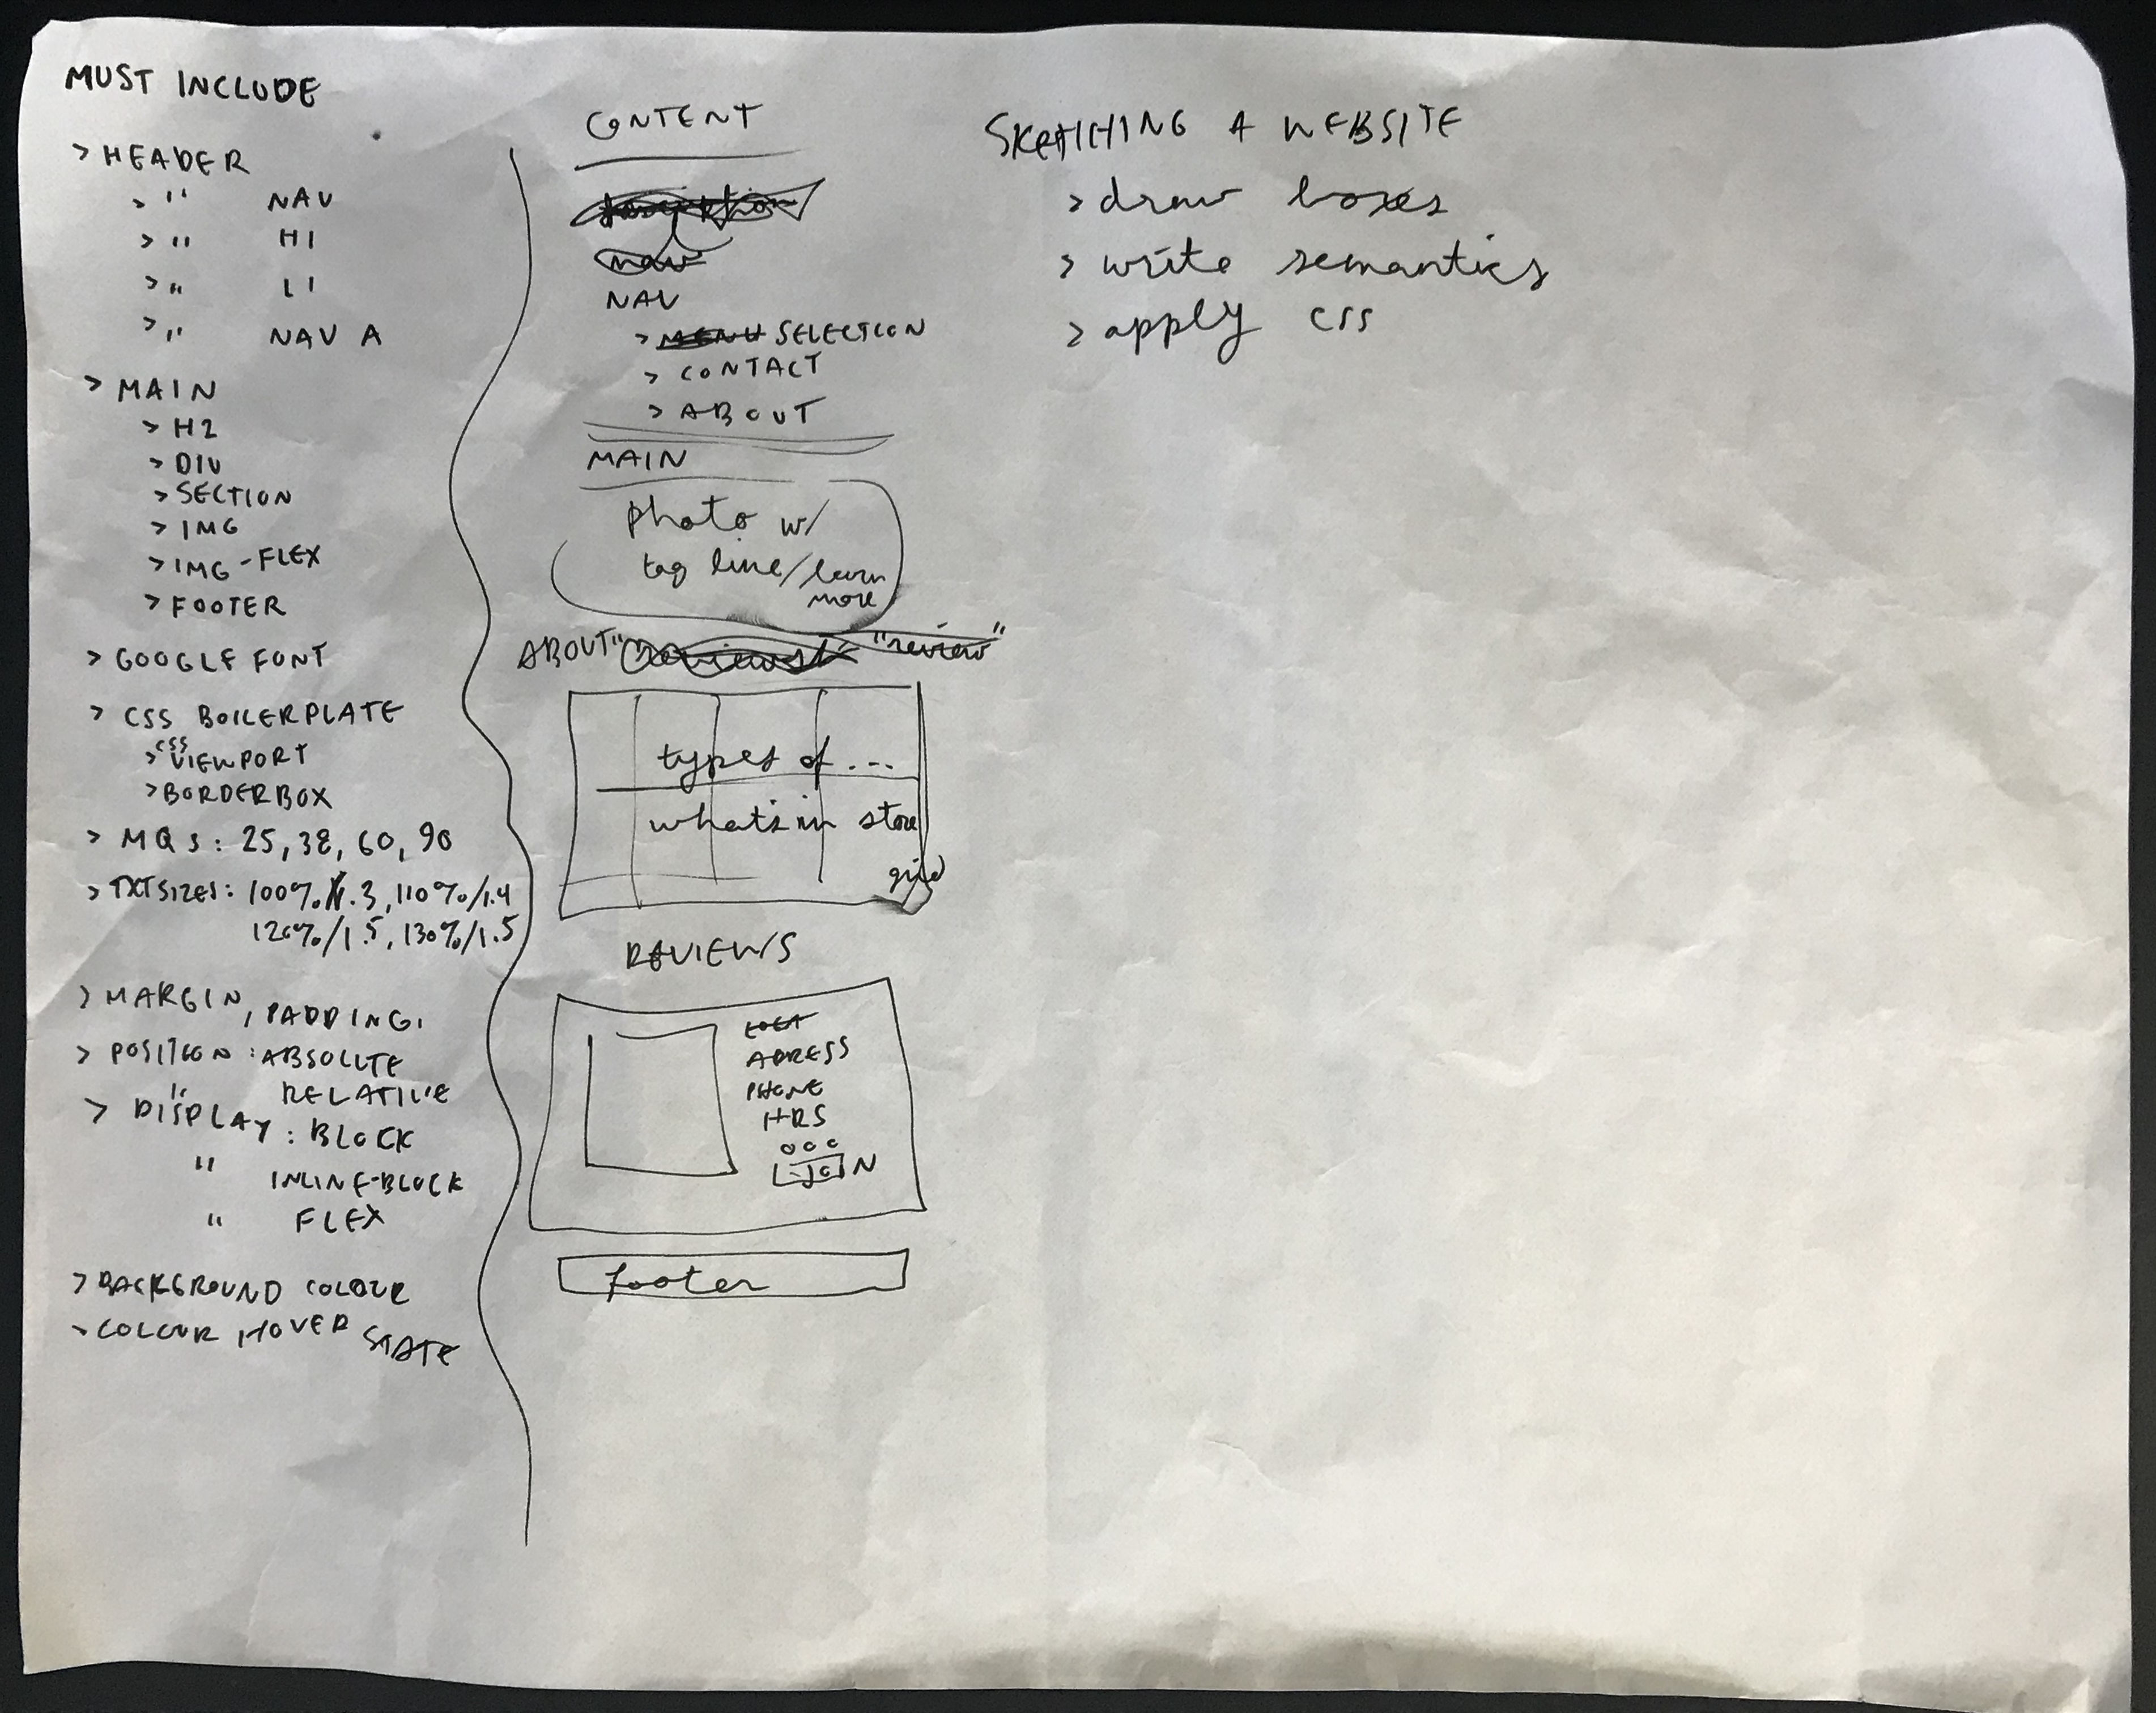 MUST INCLUDE
> HEADER
> " NAV
> " H1
> " LI
> " NAV A
> MAIN
> H2
> DIV
> SECTION
> IMG
> IMG-FLEX
> FOOTER
> GOOGLE FONT
> CSS BOILERPLATE
> CSS VIEWPORT
> BORDERBOX
> MQS: 25, 38, 60, 90
> TXT SIZES: 100%/1.3, 110%/1.4
120%/1.5, 130%/1.5
> MARGIN, PADDING,
> POSITION: ABSOLUTE
" RELATIVE
> DISPLAY: BLOCK
" INLINE-BLOCK
" FLEX
> BACKGROUND COLOUR
> COLOUR HOVER STATE
CONTENT
nav
NAV
> MENU SELECTION
> CONTACT
> ABOUT
MAIN
photo w/
tag line/learn
more
ABOUT "reviews" "review"
types of...
what's in store
grid
REVIEWS
ADRESS
PHONE
HRS
JOIN
footer
SKETCHING A WEBSITE
> draw boxes
> write semantics
> apply css